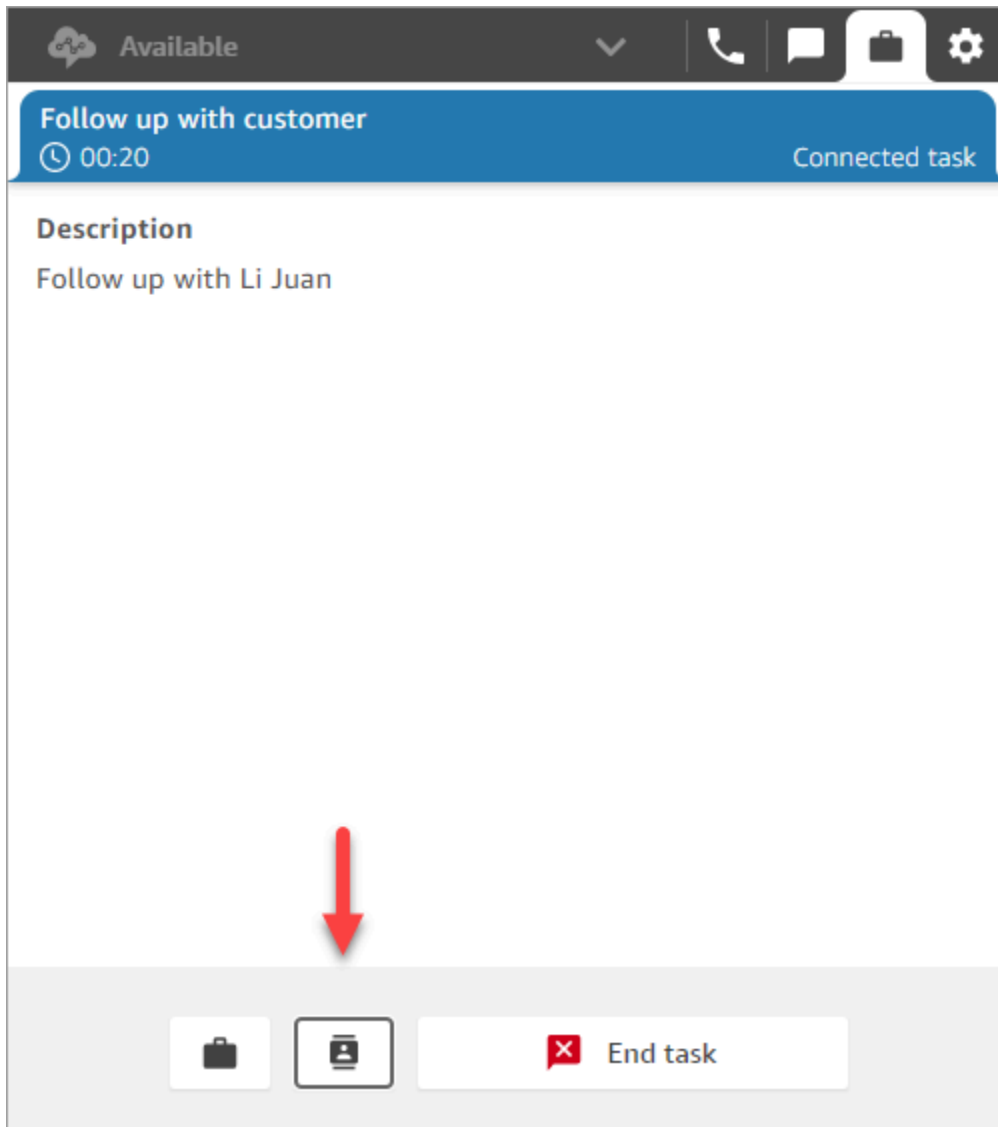 Available
Follow up with customer
00:20
Connected task
Description
Follow up with Li Juan
End task